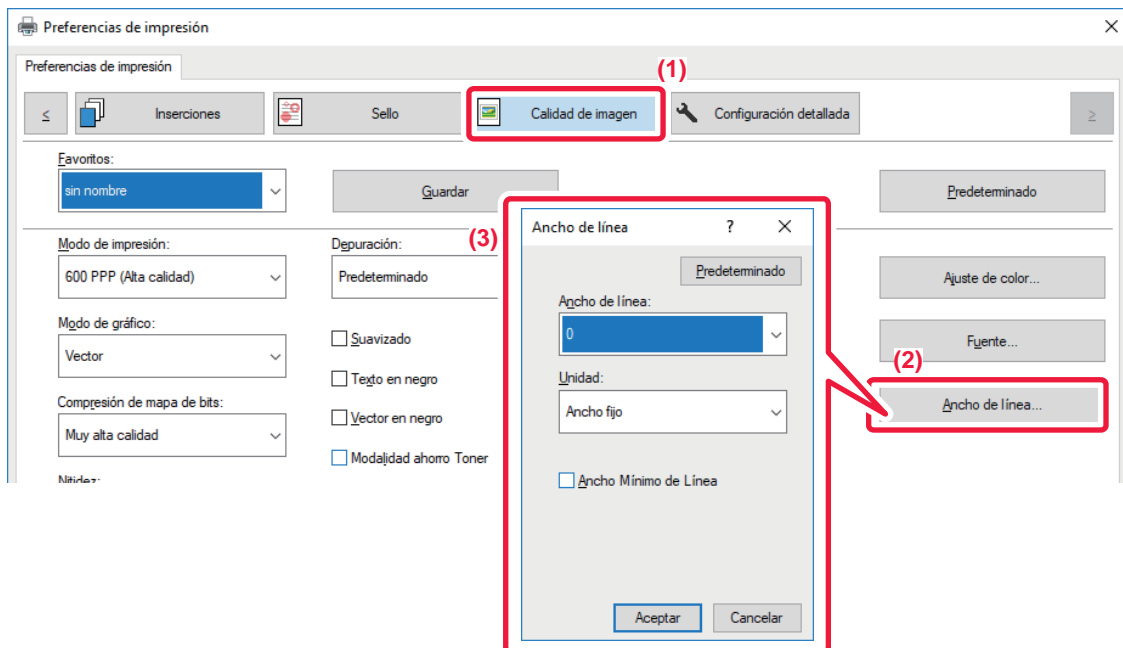 Preferencias de impresión
Preferencias de impresión
(1)
< Inserciones Sello Calidad de imagen Configuración detallada >
Favoritos:
sin nombre Guardar Predeterminado
Modo de impresión: Depuración:
600 PPP (Alta calidad) Predeterminado Ajuste de color...
Modo de gráfico:
Vector Suavizado Fuente...
Texto en negro
Compresión de mapa de bits:
Muy alta calidad Vector en negro
(2)
Ancho de línea...
Modalidad ahorro Toner
Nitidez:
(3)
Ancho de línea ?
Predeterminado
Ancho de línea:
0
Unidad:
Ancho fijo
Ancho Mínimo de Línea
Aceptar Cancelar